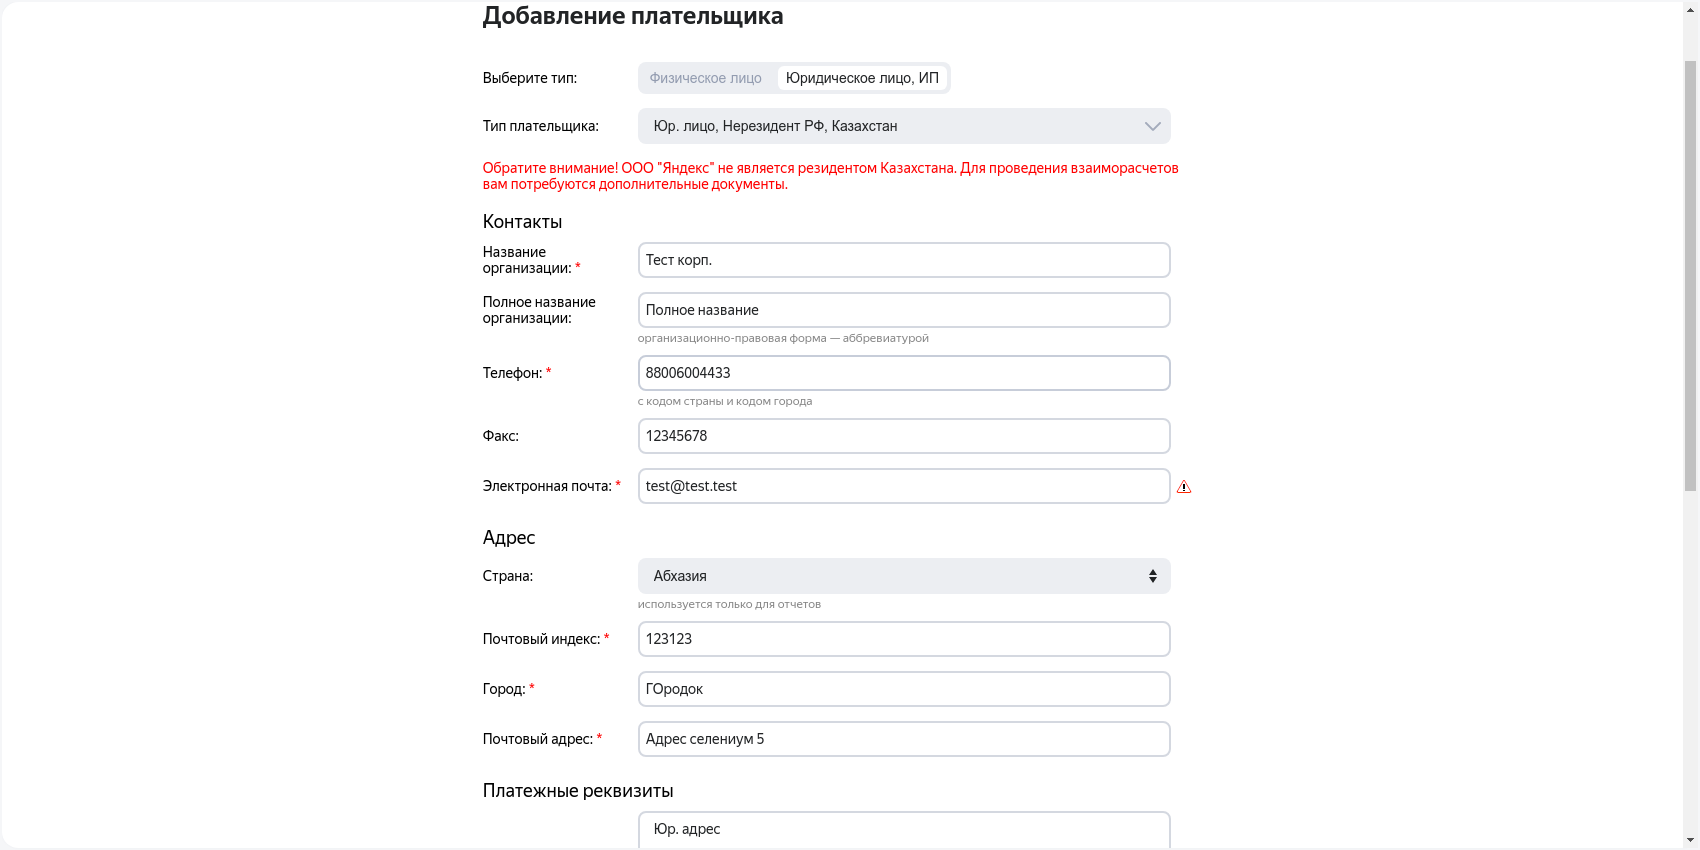 Добавление плательщика
Выберите тип:
Физическое лицо
Юридическое лицо, ИП
Тип плательщика:
Юр. лицо, Нерезидент РФ, Казахстан
Обратите внимание! ООО "Яндекс" не является резидентом Казахстана. Для проведения взаиморасчетов
вам потребуются дополнительные документы.
Контакты
Название
организации: *
Тест корп.
Полное название
организации:
Полное название
организационно-правовая форма — аббревиатурой
Телефон: *
88006004433
с кодом страны и кодом города
Факс:
12345678
Электронная почта: *
test@test.test
Адрес
Страна:
Абхазия
используется только для отчетов
Почтовый индекс: *
123123
Город: *
ГОродок
Почтовый адрес: *
Адрес селениум 5
Платежные реквизиты
Юр. адрес